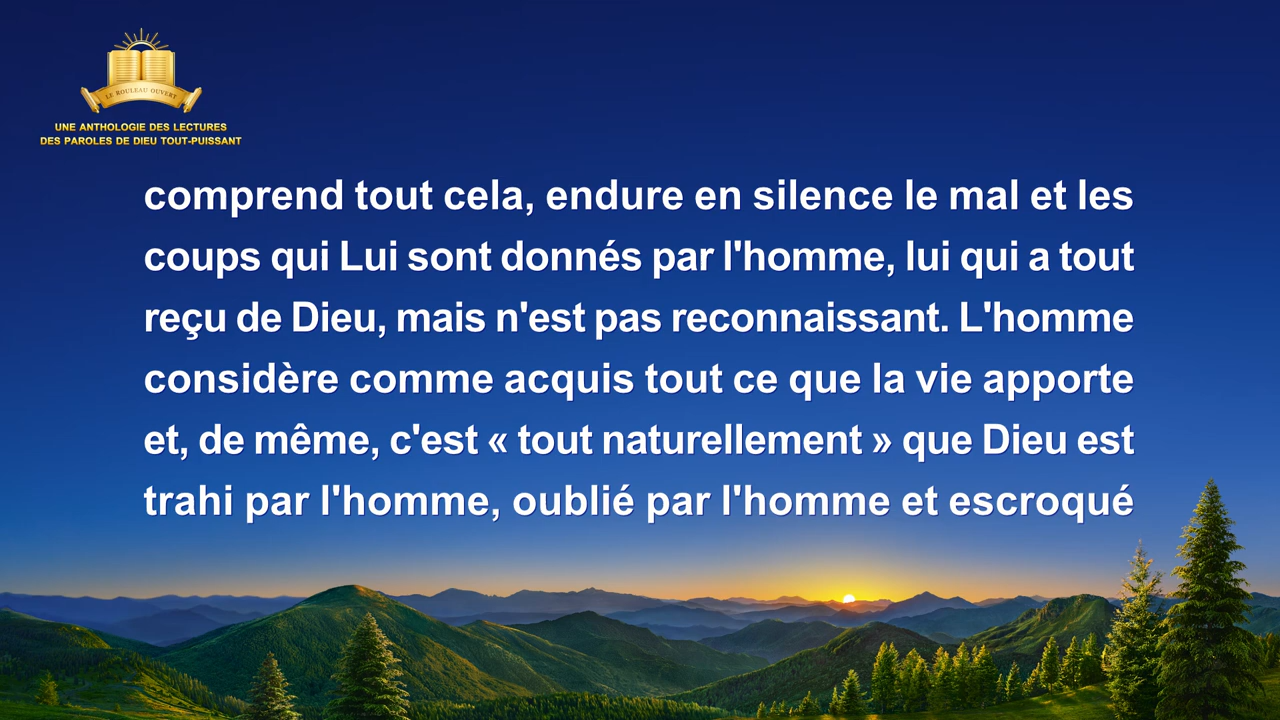 LE ROULEAU OUVERT
UNE ANTHOLOGIE DES LECTURES
DES PAROLES DE DIEU TOUT-PUISSANT
comprend tout cela, endure en silence le mal et les
coups qui Lui sont donnés par l'homme, lui qui a tout
reçu de Dieu, mais n'est pas reconnaissant. L'homme
considère comme acquis tout ce que la vie apporte
et, de même, c'est « tout naturellement » que Dieu est
trahi par l'homme, oublié par l'homme et escroqué